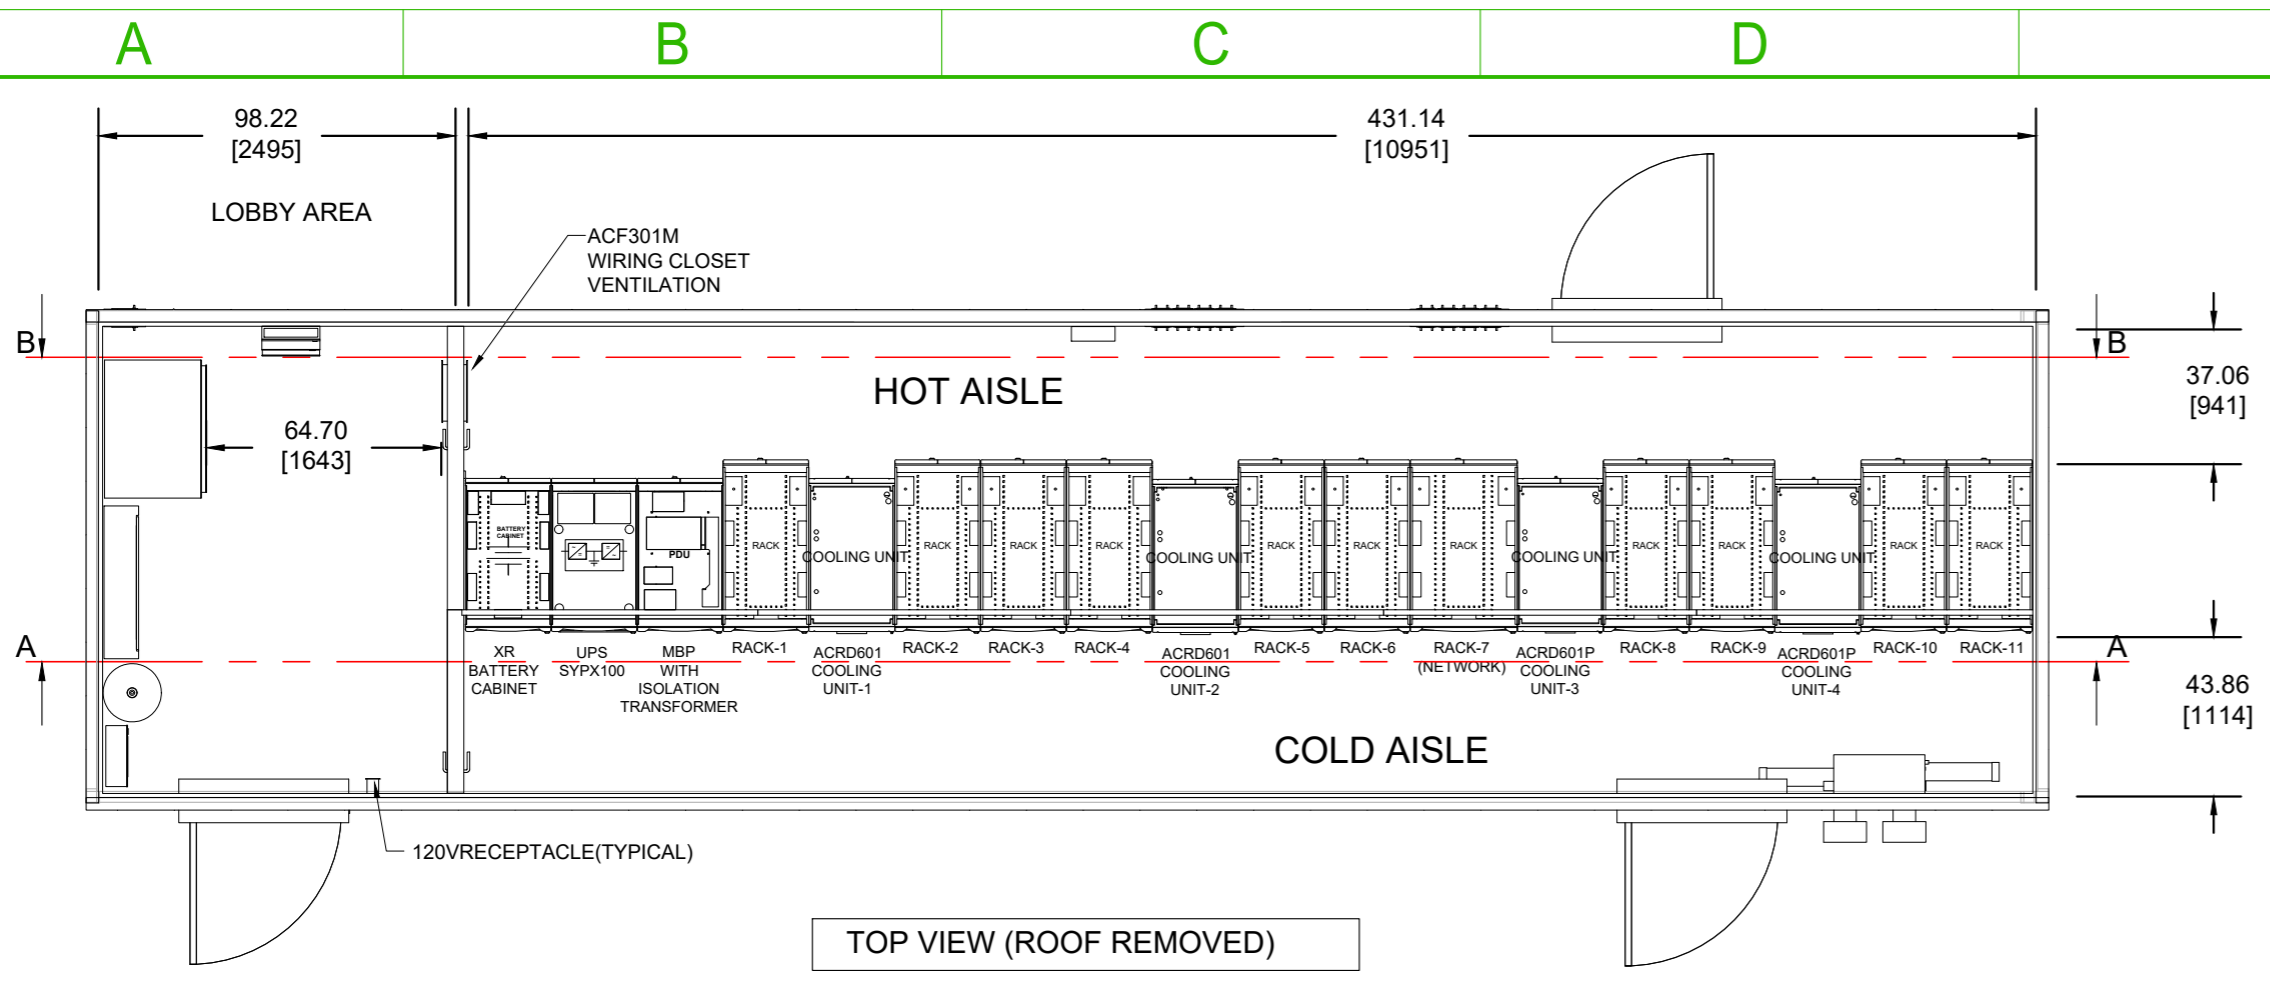 A B C D
98.22
[2495]
431.14
[10951]
LOBBY AREA
ACF301M
WIRING CLOSET
VENTILATION
B
B
HOT AISLE
37.06
[941]
64.70
[1643]
BATTERY
CABINET
PDU
RACK
COOLING UNIT
RACK
RACK
RACK
COOLING UNIT
RACK
RACK
RACK
COOLING UNIT
RACK
RACK
COOLING UNIT
RACK
RACK
A
A
XR
BATTERY
CABINET
UPS
SYPX100
MBP
WITH
ISOLATION
TRANSFORMER
RACK-1
ACRD601
COOLING
UNIT-1
RACK-2
RACK-3
RACK-4
ACRD601
COOLING
UNIT-2
RACK-5
RACK-6
RACK-7
(NETWORK)
ACRD601P
COOLING
UNIT-3
RACK-8
RACK-9
ACRD601P
COOLING
UNIT-4
RACK-10
RACK-11
43.86
[1114]
COLD AISLE
120VRECEPTACLE(TYPICAL)
TOP VIEW (ROOF REMOVED)